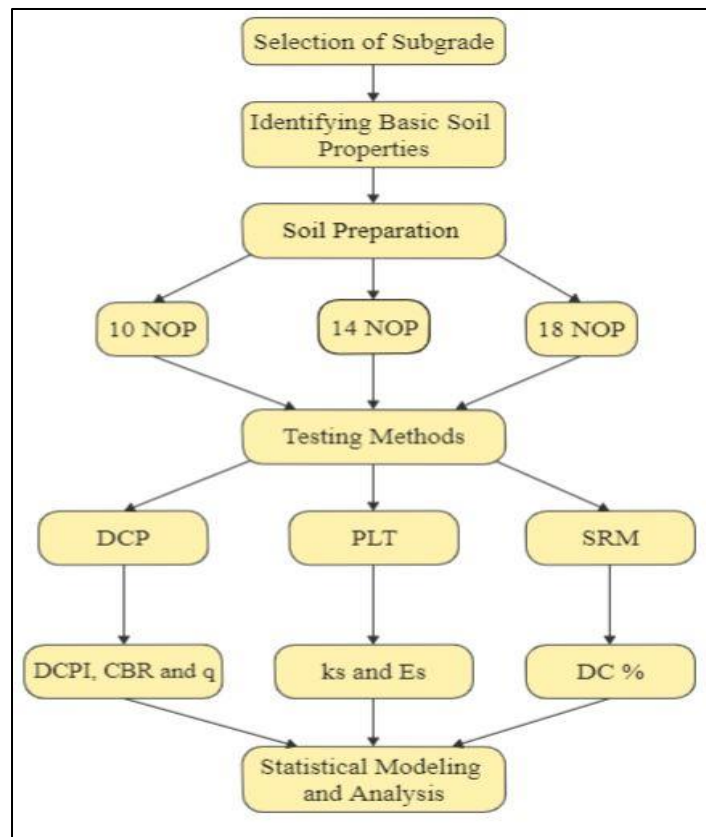 Selection of Subgrade
Identifying Basic Soil
Properties
Soil Preparation
10 NOP
14 NOP
18 NOP
Testing Methods
DCP
PLT
SRM
DCPI, CBR and q
ks and Es
DC %
Statistical Modeling
and Analysis